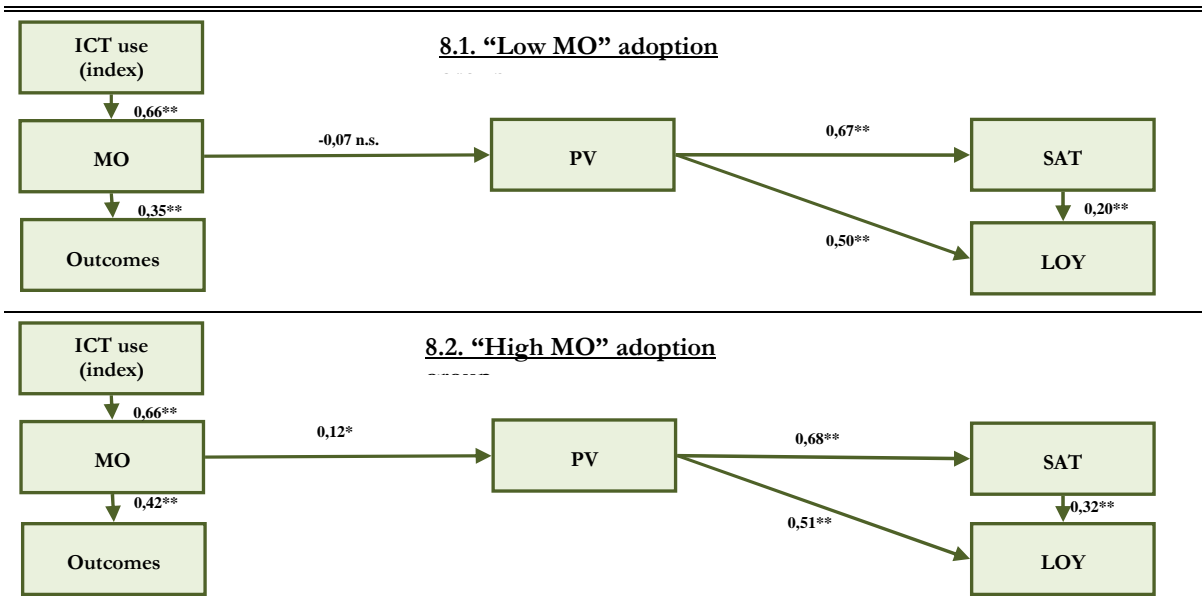 ICT use
(index)
8.1. “Low MO” adoption
0,66**
MO
-0,07 n.s.
PV
0,67**
SAT
0,35**
0,20**
Outcomes
0,50**
LOY
ICT use
(index)
8.2. “High MO” adoption
0,66**
MO
0,12*
PV
0,68**
SAT
0,42**
0,32**
0,51**
Outcomes
LOY